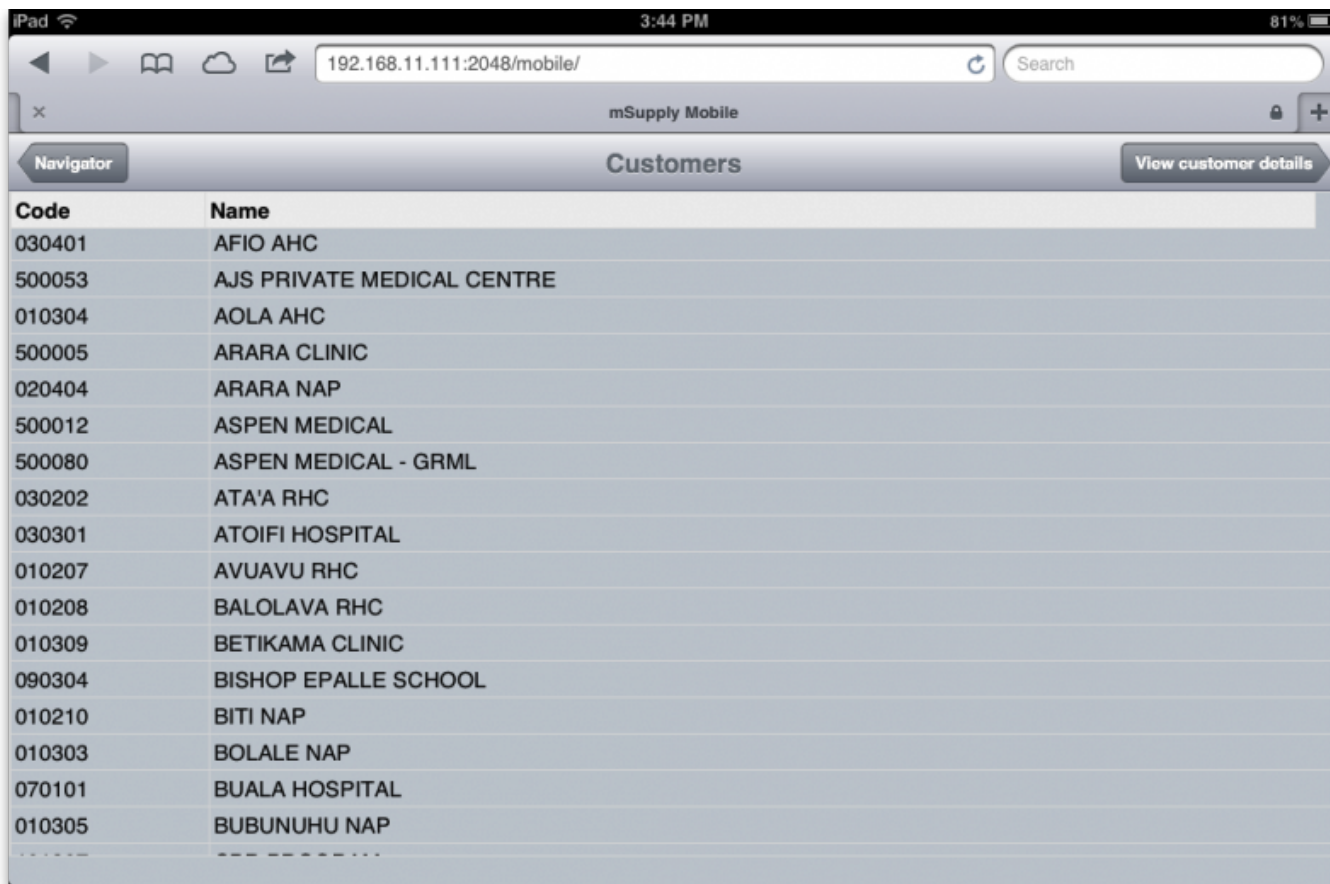 iPad 3:44 PM 81%
192.168.11.111:2048/mobile/ Search
mSupply Mobile
Navigator Customers View customer details
Code Name
030401 AFIO AHC
500053 AJS PRIVATE MEDICAL CENTRE
010304 AOLA AHC
500005 ARARA CLINIC
020404 ARARA NAP
500012 ASPEN MEDICAL
500080 ASPEN MEDICAL - GRML
030202 ATA'A RHC
030301 ATOIFI HOSPITAL
010207 AVUAVU RHC
010208 BALOLAVA RHC
010309 BETIKAMA CLINIC
090304 BISHOP EPALLE SCHOOL
010210 BITI NAP
010303 BOLALE NAP
070101 BUALA HOSPITAL
010305 BUBUNUHU NAP